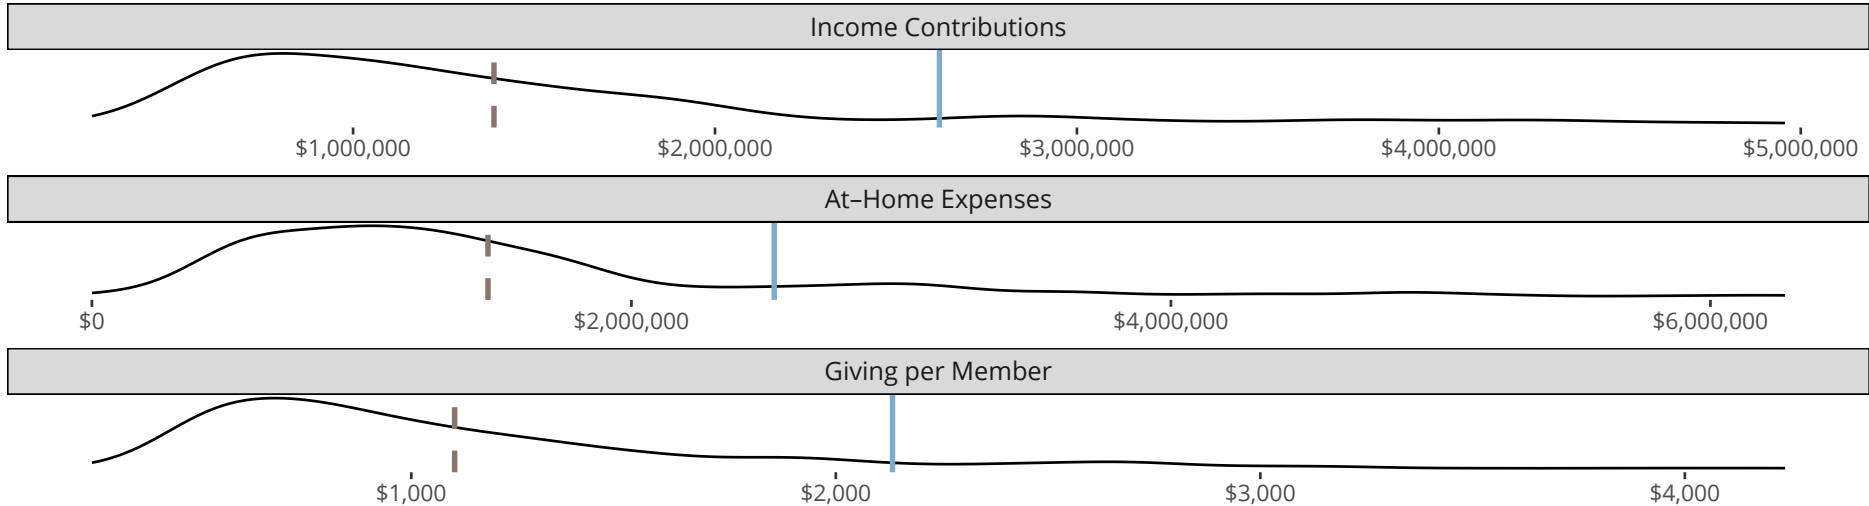 Income Contributions
$1,000,000 $2,000,000 $3,000,000 $4,000,000 $5,000,000
At–Home Expenses
$0 $2,000,000 $4,000,000 $6,000,000
Giving per Member
$1,000 $2,000 $3,000 $4,000